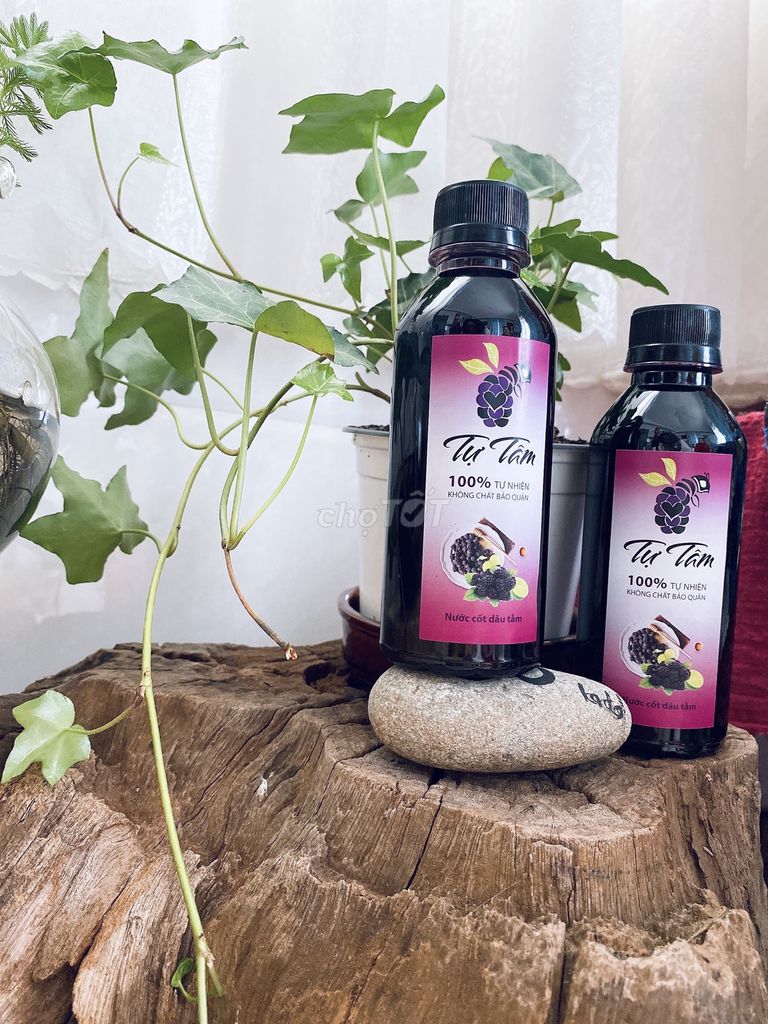 Tự Tâm
100% TỰ NHIÊN
KHÔNG CHẤT BẢO QUẢN
Nước cốt dâu tằm
Tự Tâm
100% TỰ NHIÊN
KHÔNG CHẤT BẢO QUẢN
Nước cốt dâu tằm
chợTỐT